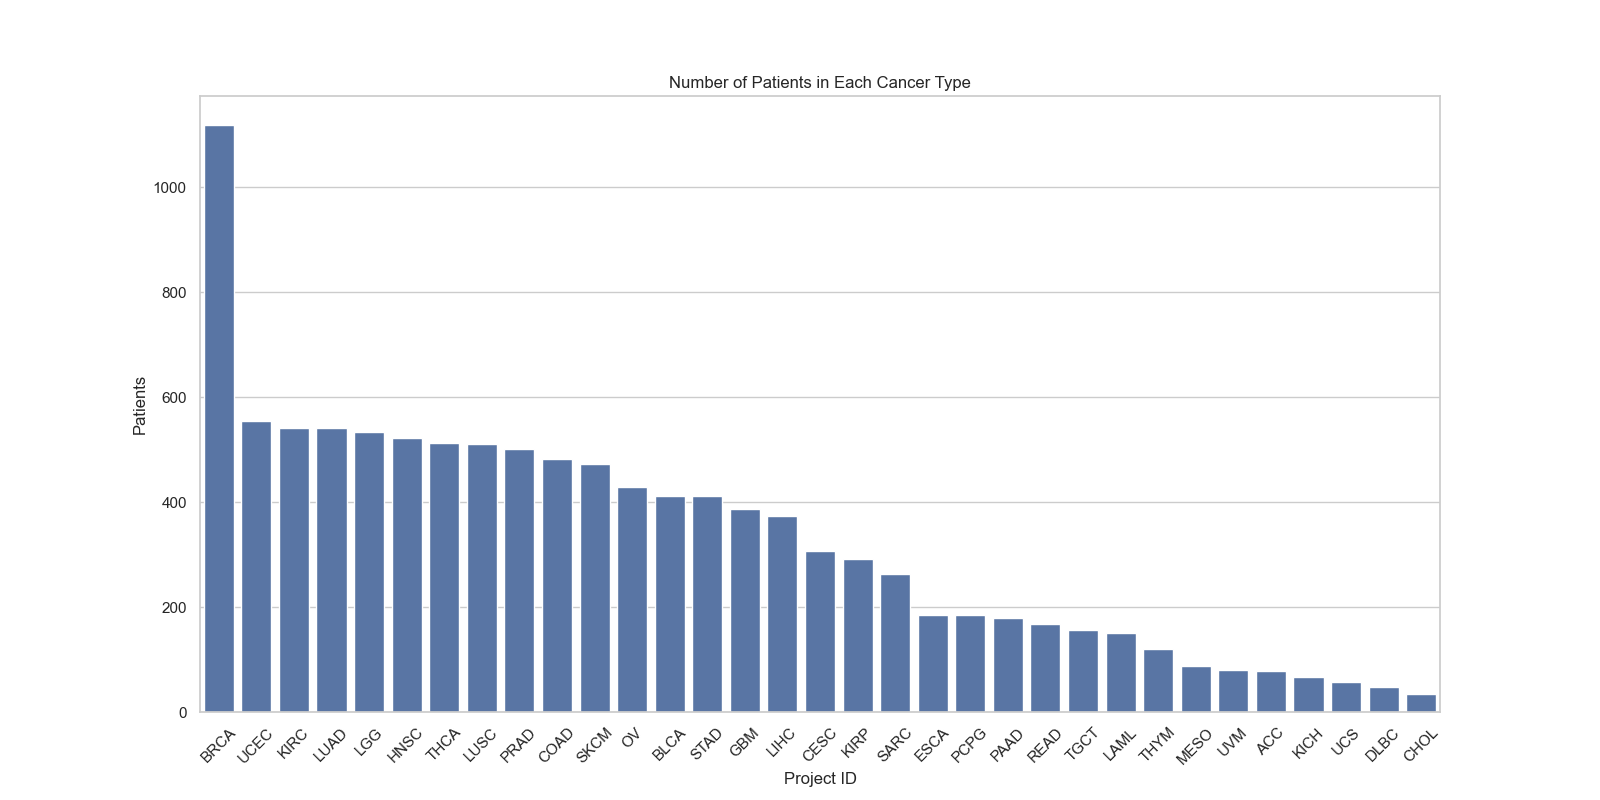 Number of Patients in Each Cancer Type
1000
800
600
400
200
0
Patients
BRCA
UCEC
KIRC
LUAD
LGG
HNSC
THCA
LUSC
PRAD
COAD
SKCM
OV
BLCA
STAD
GBM
LIHC
CESC
KIRP
SARC
ESCA
PCPG
PAAD
READ
TGCT
LAML
THYM
MESO
UVM
ACC
KICH
UCS
DLBC
CHOL
Project ID